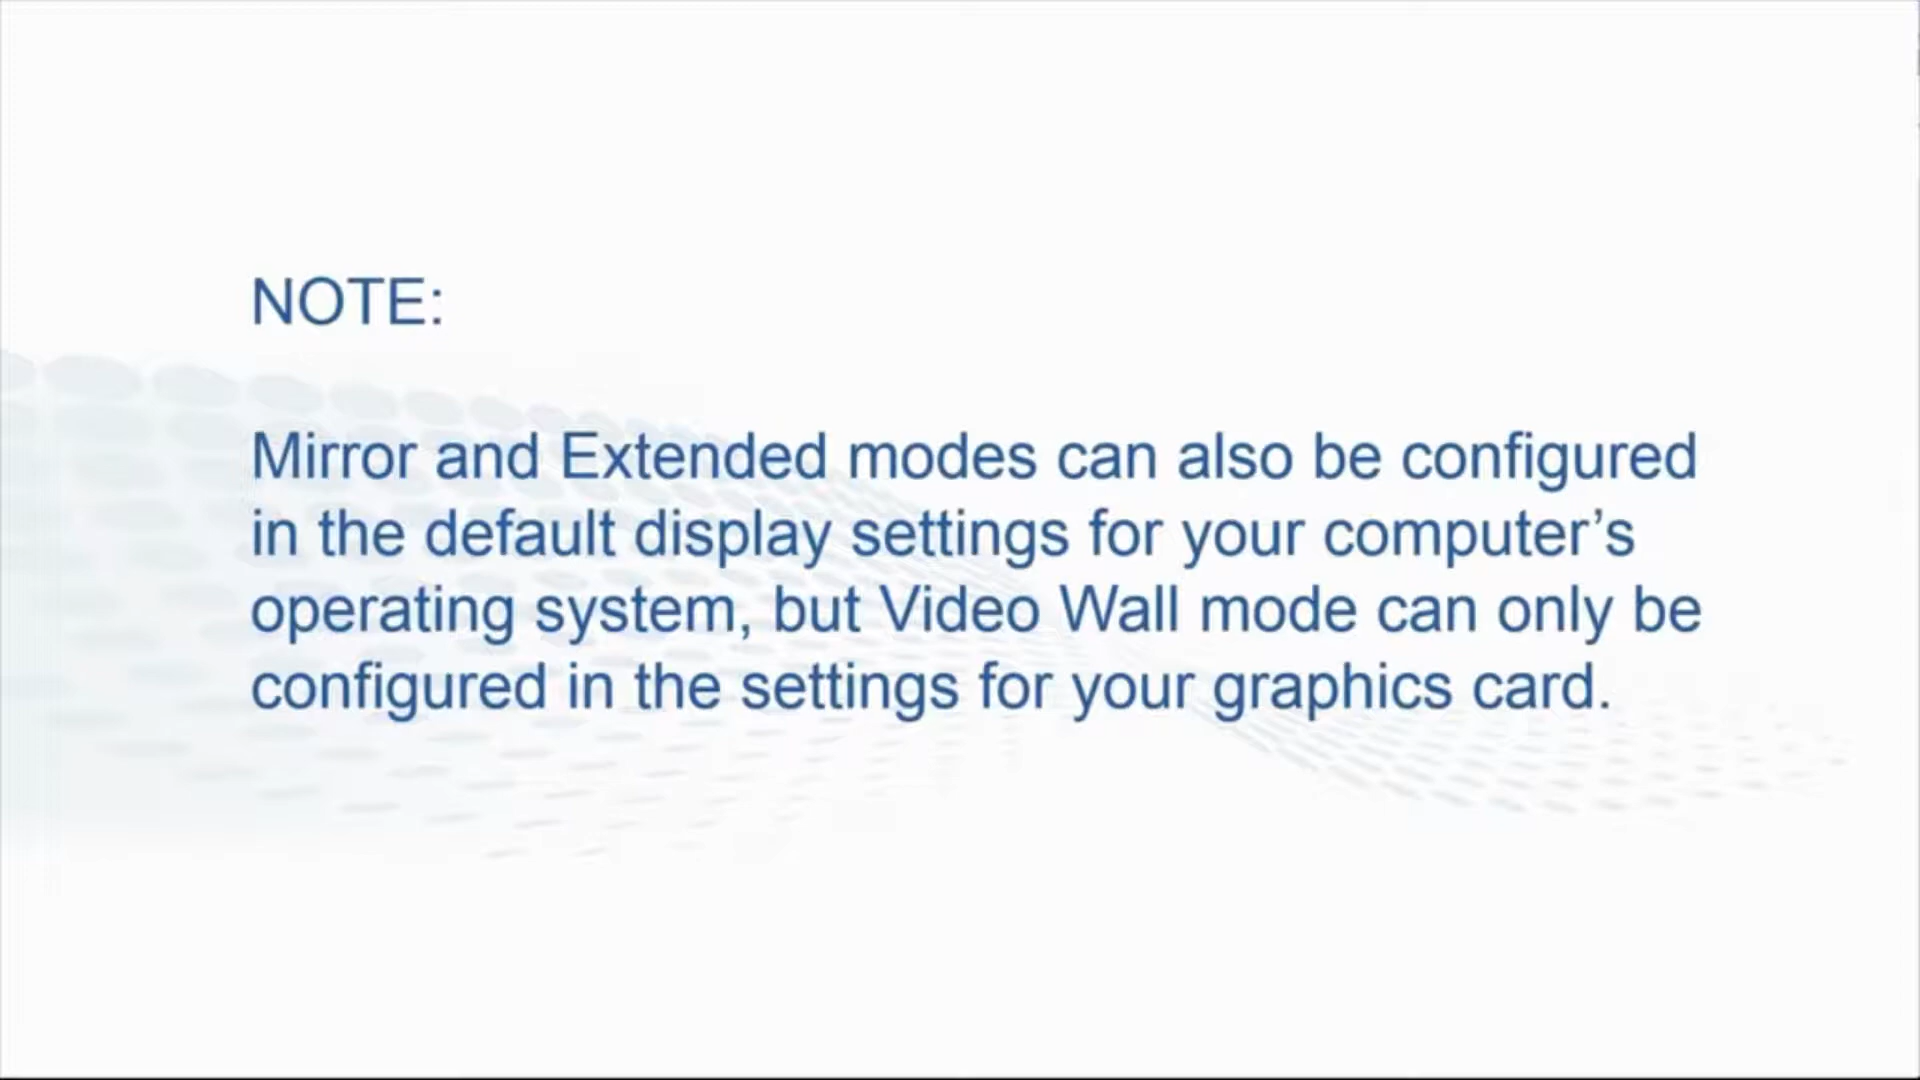 NOTE:
Mirror and Extended modes can also be configured
in the default display settings for your computer’s
operating system, but Video Wall mode can only be
configured in the settings for your graphics card.